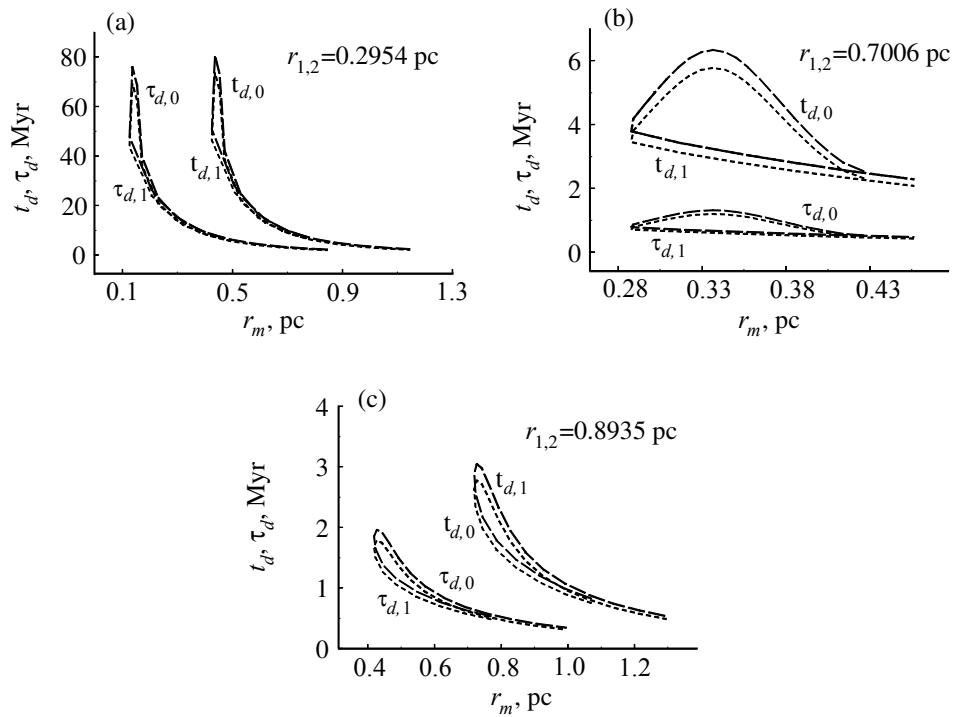 (a)
r1,2=0.2954 pc
td, τd, Myr
80
60
40
20
0
τd,0
td,0
τd,1
td,1
0.1 0.5 0.9 1.3
rm, pc
(b)
r1,2=0.7006 pc
td, τd, Myr
6
4
2
0
td,0
td,1
τd,0
τd,1
0.28 0.33 0.38 0.43
rm, pc
(c)
r1,2=0.8935 pc
td, τd, Myr
4
3
2
1
0
td,1
td,0
τd,0
τd,1
0.4 0.6 0.8 1.0 1.2
rm, pc